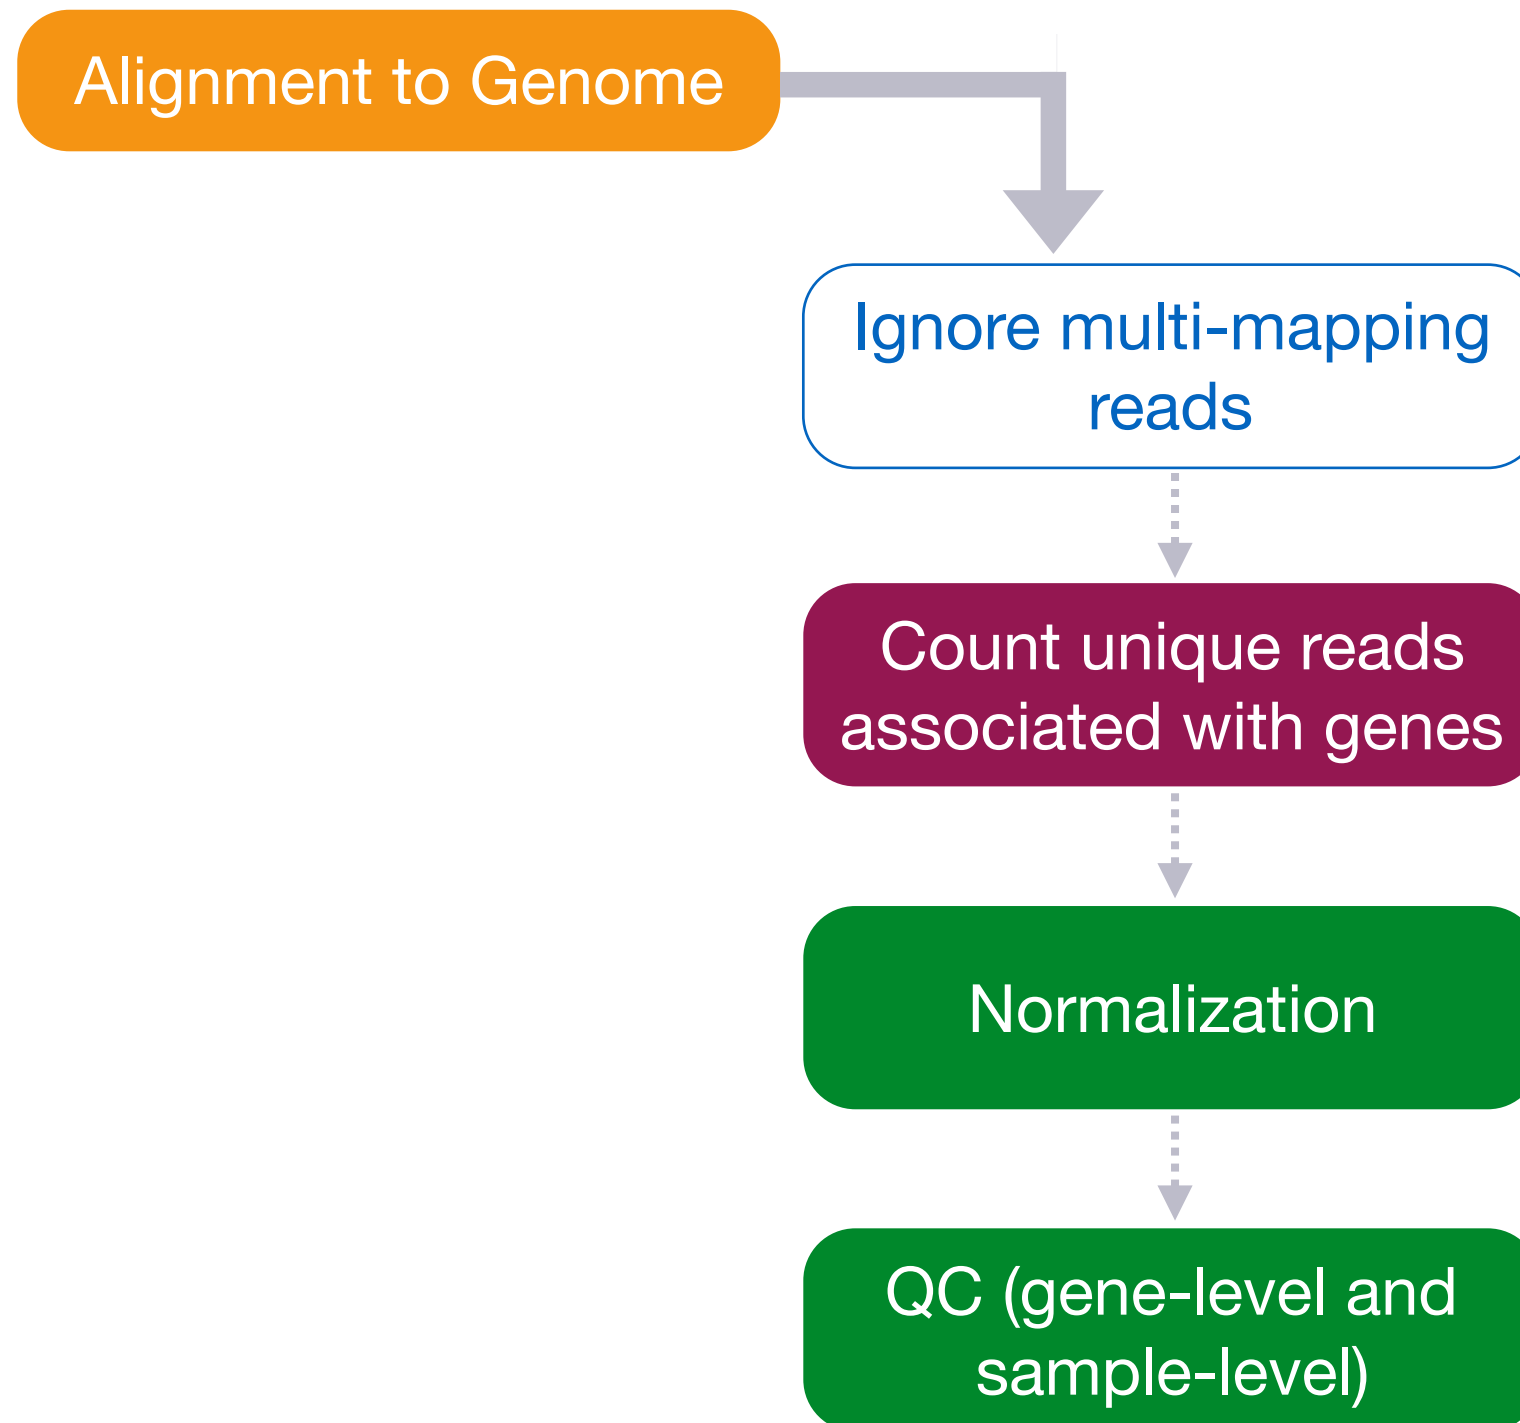 Alignment to Genome
Ignore multi-mapping
reads
Count unique reads
associated with genes
Normalization
QC (gene-level and
sample-level)